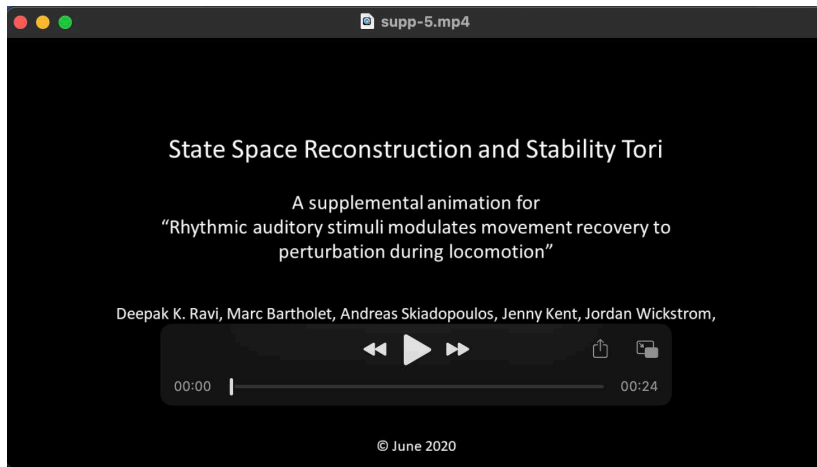 supp-5.mp4
State Space Reconstruction and Stability Tori
A supplemental animation for
“Rhythmic auditory stimuli modulates movement recovery to
perturbation during locomotion”
Deepak K. Ravi, Marc Bartholet, Andreas Skiadopoulos, Jenny Kent, Jordan Wickstrom,
00:00 00:24
© June 2020